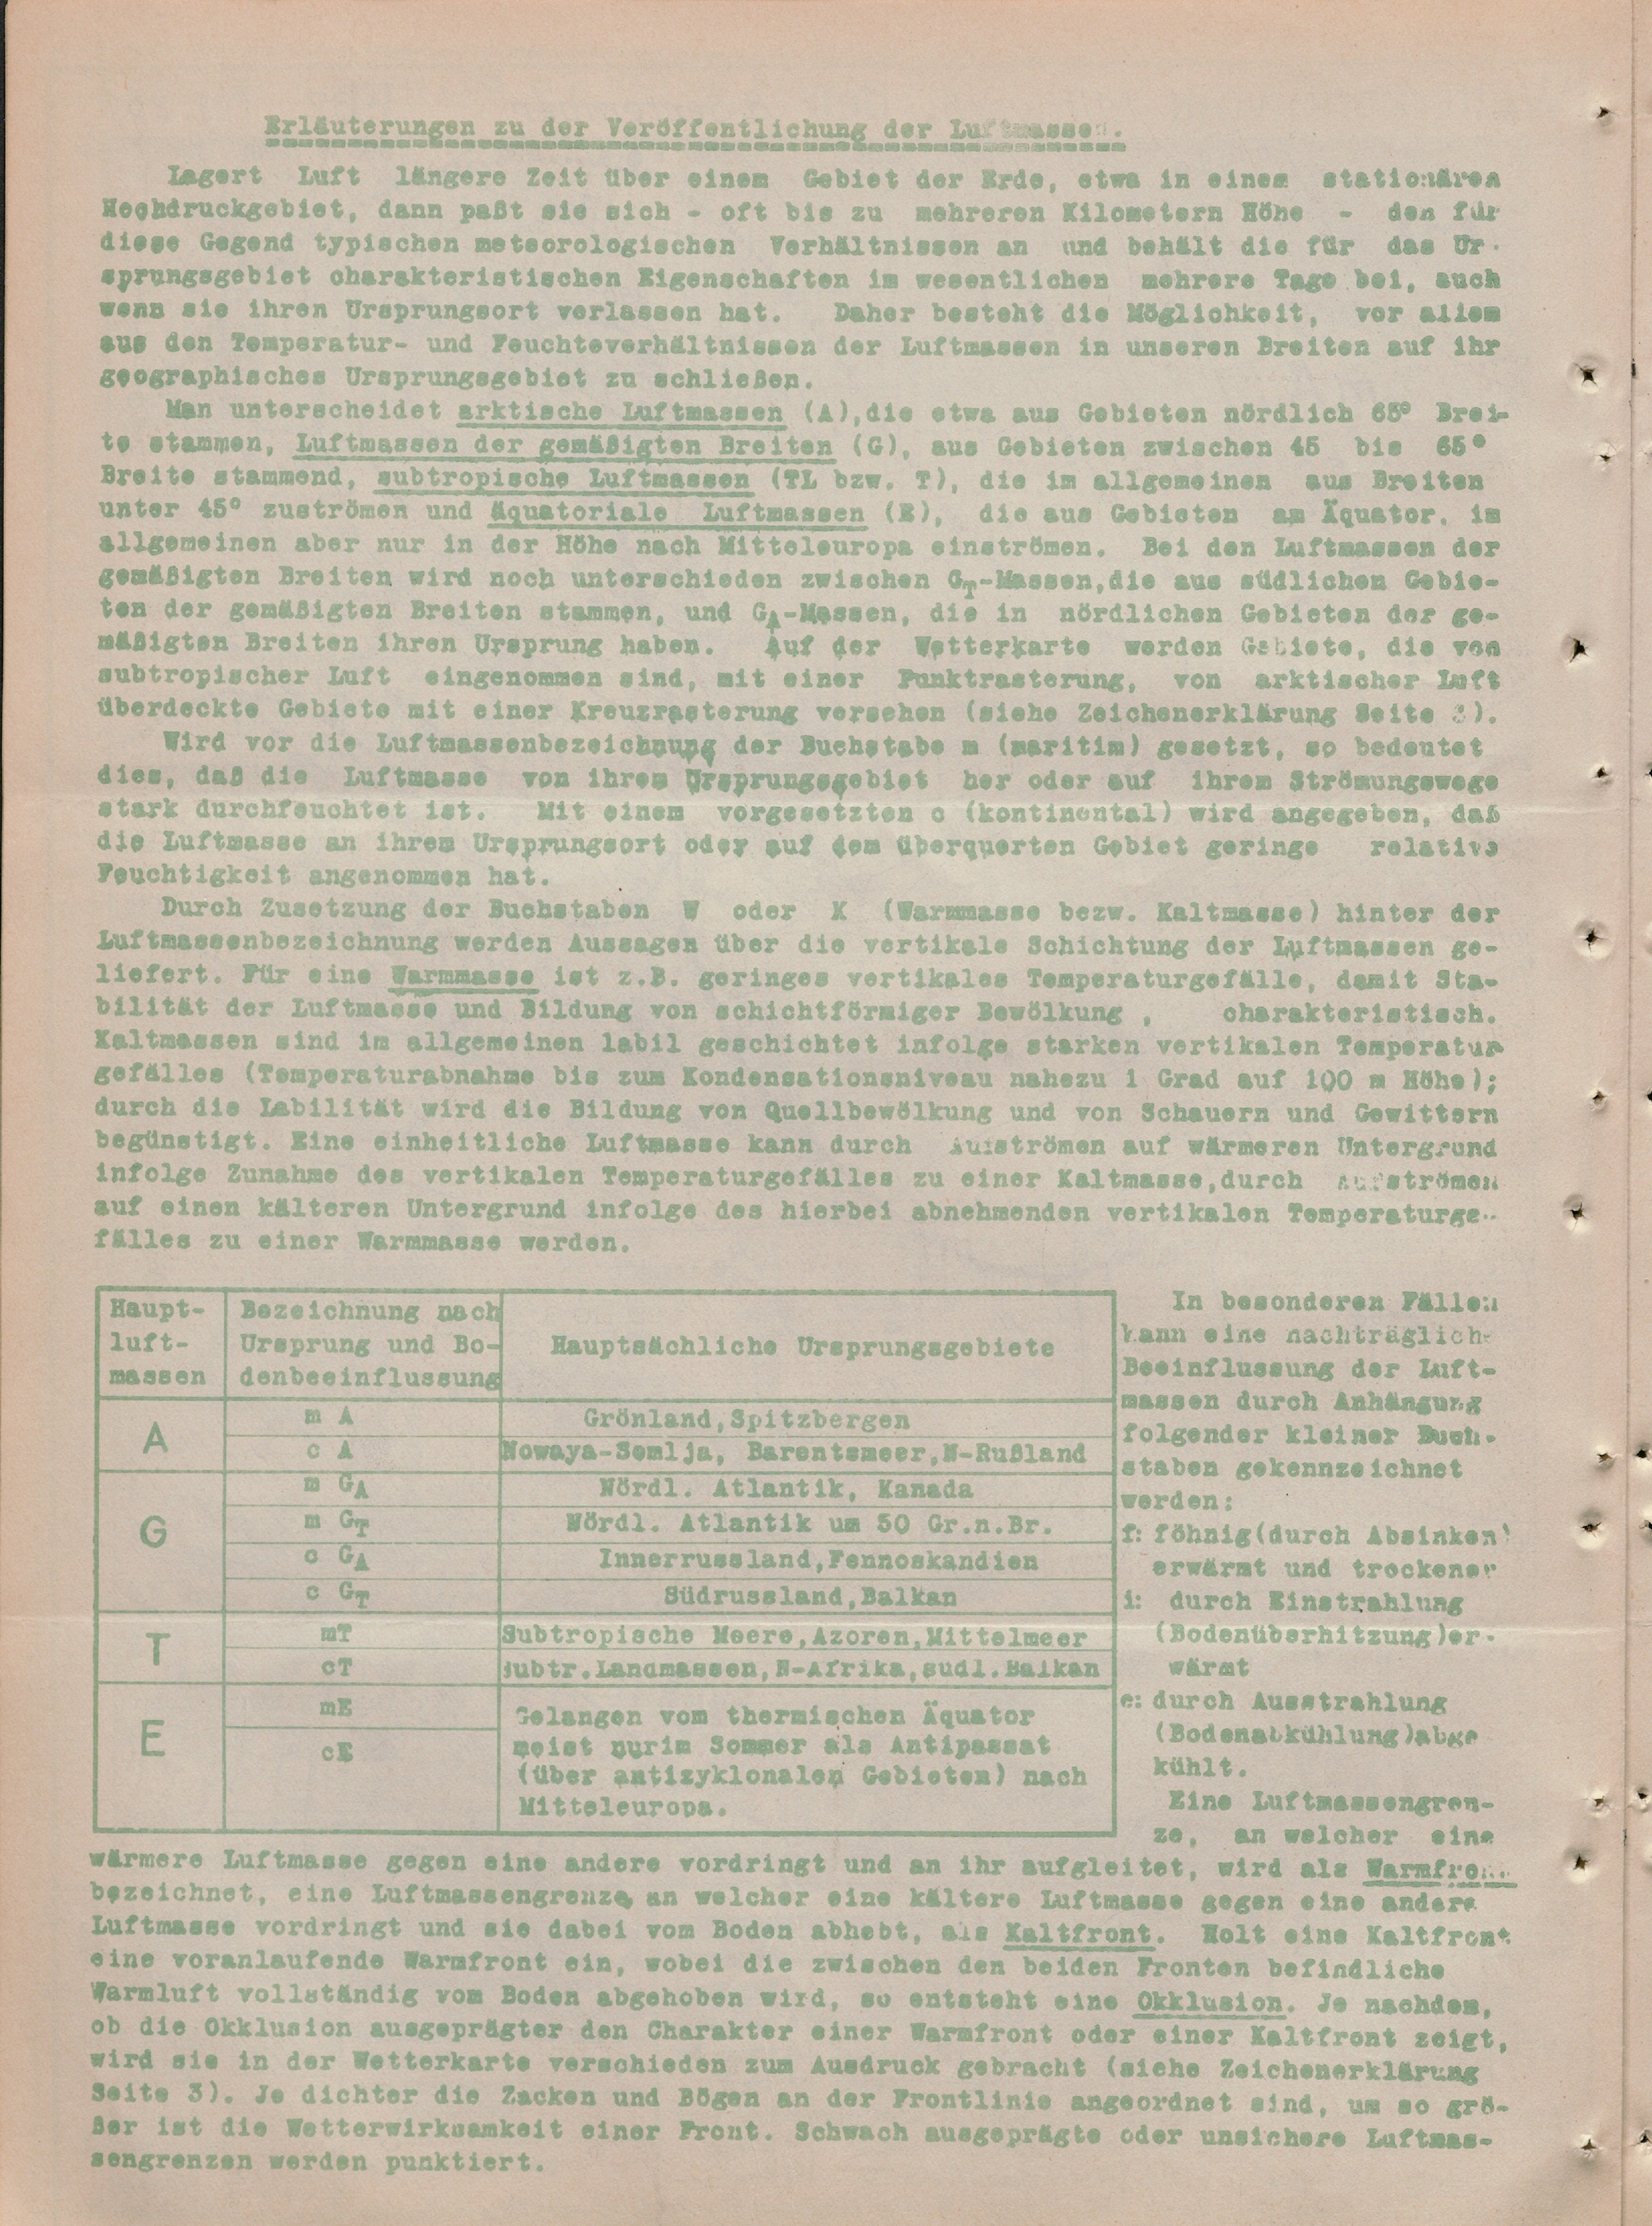 Erläuterungen zu der Veröffentlichung der Luftmassen.
Lagert Luft längere Zeit über einem Gebiet der Erde, etwa in einem stationären
Hochdruckgebiet, dann paßt sie sich - oft bis zu mehreren Kilometern Höhe - den für
diese Gegend typischen meteorologischen Verhältnissen an und behält die für das Ur-
sprungsgebiet charakteristischen Eigenschaften im wesentlichen mehrere Tage bei, auch
wenn sie ihren Ursprungsort verlassen hat. Daher besteht die Möglichkeit, vor allem
aus den Temperatur- und Feuchteverhältnissen der Luftmassen in unseren Breiten auf ihr
geographisches Ursprungsgebiet zu schließen.
Man unterscheidet arktische Luftmassen (A),die etwa aus Gebieten nördlich 65° Brei-
te stammen, Luftmassen der gemäßigten Breiten (G), aus Gebieten zwischen 45 bis 65°
Breite stammend, subtropische Luftmassen (TL bzw. T), die im allgemeinen aus Breiten
unter 45° zuströmen und äquatoriale Luftmassen (E), die aus Gebieten am Äquator, im
allgemeinen aber nur in der Höhe nach Mitteleuropa einströmen. Bei den Luftmassen der
gemäßigten Breiten wird noch unterschieden zwischen GT-Massen,die aus südlichen Gebie-
ten der gemäßigten Breiten stammen, und GA-Massen, die in nördlichen Gebieten der ge-
mäßigten Breiten ihren Ursprung haben. Auf der Wetterkarte werden Gebiete, die von
subtropischer Luft eingenommen sind, mit einer Punktrasterung, von arktischer Luft
überdeckte Gebiete mit einer Kreuzrasterung versehen (siehe Zeichenerklärung Seite 3).
Wird vor die Luftmassenbezeichnung der Buchstabe m (maritim) gesetzt, so bedeutet
dies, daß die Luftmasse von ihrem Ursprungsgebiet her oder auf ihrem Strömungswege
stark durchfeuchtet ist. Mit einem vorgesetzten c (kontinental) wird angegeben, daß
die Luftmasse an ihrem Ursprungsort oder auf dem überquerten Gebiet geringe relative
Feuchtigkeit angenommen hat.
Durch Zusetzung der Buchstaben W oder K (Warmmasse bezw. Kaltmasse) hinter der
Luftmassenbezeichnung werden Aussagen über die vertikale Schichtung der Luftmassen ge-
liefert. Für eine Warmmasse ist z.B. geringes vertikales Temperaturgefälle, damit Sta-
bilität der Luftmasse und Bildung von schichtförmiger Bewölkung , charakteristisch.
Kaltmassen sind im allgemeinen labil geschichtet infolge starken vertikalen Temperatur-
gefälles (Temperaturabnahme bis zum Kondensationsniveau nahezu 1 Grad auf 100 m Höhe);
durch die Labilität wird die Bildung von Quellbewölkung und von Schauern und Gewittern
begünstigt. Eine einheitliche Luftmasse kann durch Aufströmen auf wärmeren Untergrund
infolge Zunahme des vertikalen Temperaturgefälles zu einer Kaltmasse,durch Aufströmen
auf einen kälteren Untergrund infolge des hierbei abnehmenden vertikalen Temperaturge-
fälles zu einer Warmmasse werden.
Haupt-
luft-
massen
Bezeichnung nach
Ursprung und Bo-
denbeeinflussung
Hauptsächliche Ursprungsgebiete
A
m A Grönland,Spitzbergen
c A Nowaya-Semlja, Barentsmeer,N-Rußland
G
m GA Nördl. Atlantik, Kanada
m GT Nördl. Atlantik um 50 Gr.n.Br.
c GA Innerrussland,Fennoskandien
c GT Südrussland,Balkan
T
mT Subtropische Meere,Azoren,Mittelmeer
cT Subtr.Landmassen,N-Afrika,südl.Balkan
E
mE
cE
Gelangen vom thermischen Äquator
meist nur im Sommer als Antipassat
(über antizyklonalen Gebieten) nach
Mitteleuropa.
In besonderen Fällen
kann eine nachträgliche
Beeinflussung der Luft-
massen durch Anhängung
folgender kleiner Buch-
staben gekennzeichnet
werden:
f: föhnig(durch Absinken)
erwärmt und trockener
i: durch Einstrahlung
(Bodenüberhitzung)er-
wärmt
e: durch Ausstrahlung
(Bodenabkühlung)abge
kühlt.
Eine Luftmassengren-
ze, an welcher eine
wärmere Luftmasse gegen eine andere vordringt und an ihr aufgleitet, wird als Warmfront
bezeichnet, eine Luftmassengrenze, an welcher eine kältere Luftmasse gegen eine andere
Luftmasse vordringt und sie dabei vom Boden abhebt, als Kaltfront. Holt eine Kaltfront
eine voranlaufende Warmfront ein, wobei die zwischen den beiden Fronten befindliche
Warmluft vollständig vom Boden abgehoben wird, so entsteht eine Okklusion. Je nachdem,
ob die Okklusion ausgeprägter den Charakter einer Warmfront oder einer Kaltfront zeigt,
wird sie in der Wetterkarte verschieden zum Ausdruck gebracht (siehe Zeichenerklärung
Seite 3). Je dichter die Zacken und Bögen an der Frontlinie angeordnet sind, um so grö-
ßer ist die Wetterwirksamkeit einer Front. Schwach ausgeprägte oder unsichere Luftmas-
sengrenzen werden punktiert.